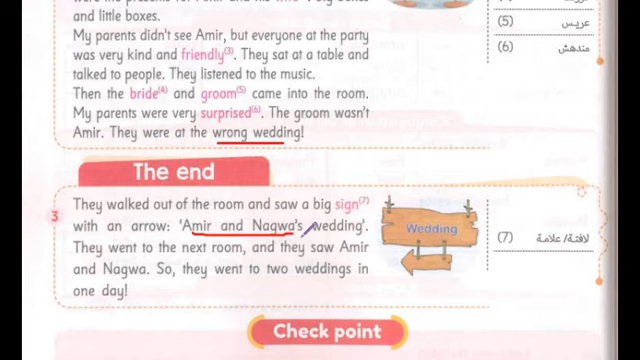 and little boxes.
My parents didn't see Amir, but everyone at the party
was very kind and friendly(3). They sat at a table and
talked to people. They listened to the music.
Then the bride(4) and groom(5) came into the room.
My parents were very surprised(6). The groom wasn't
Amir. They were at the wrong wedding!
(5) عريس
(6) مندهش
The end
3
They walked out of the room and saw a big sign(7)
with an arrow: 'Amir and Nagwa's wedding'.
They went to the next room, and they saw Amir
and Nagwa. So, they went to two weddings in
one day!
Wedding
(7) لافتة/ علامة
Check point